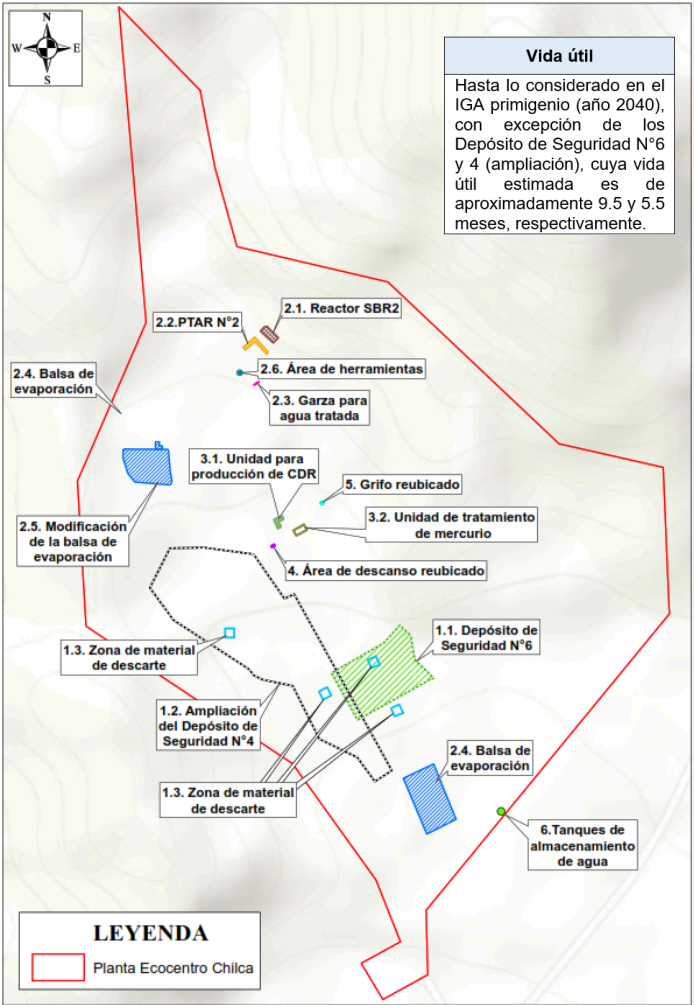 N
W
E
S
Vida útil
Hasta lo considerado en el
IGA primigenio (año 2040),
con excepción de los
Depósito de Seguridad N°6
y 4 (ampliación), cuya vida
útil estimada es de
aproximadamente 9.5 y 5.5
meses, respectivamente.
2.1. Reactor SBR2
2.2.PTAR N°2
2.6. Área de herramientas
2.4. Balsa de
evaporación
2.3. Garza para
agua tratada
3.1. Unidad para
producción de CDR
5. Grifo reubicado
3.2. Unidad de tratamiento
de mercurio
2.5. Modificación
de la balsa de
evaporación
4. Área de descanso reubicado
1.1. Depósito de
Seguridad N°6
1.3. Zona de material
de descarte
1.2. Ampliación
del Depósito de
Seguridad N°4
2.4. Balsa de
evaporación
1.3. Zona de material
de descarte
6.Tanques de
almacenamiento
de agua
LEYENDA
Planta Ecocentro Chilca